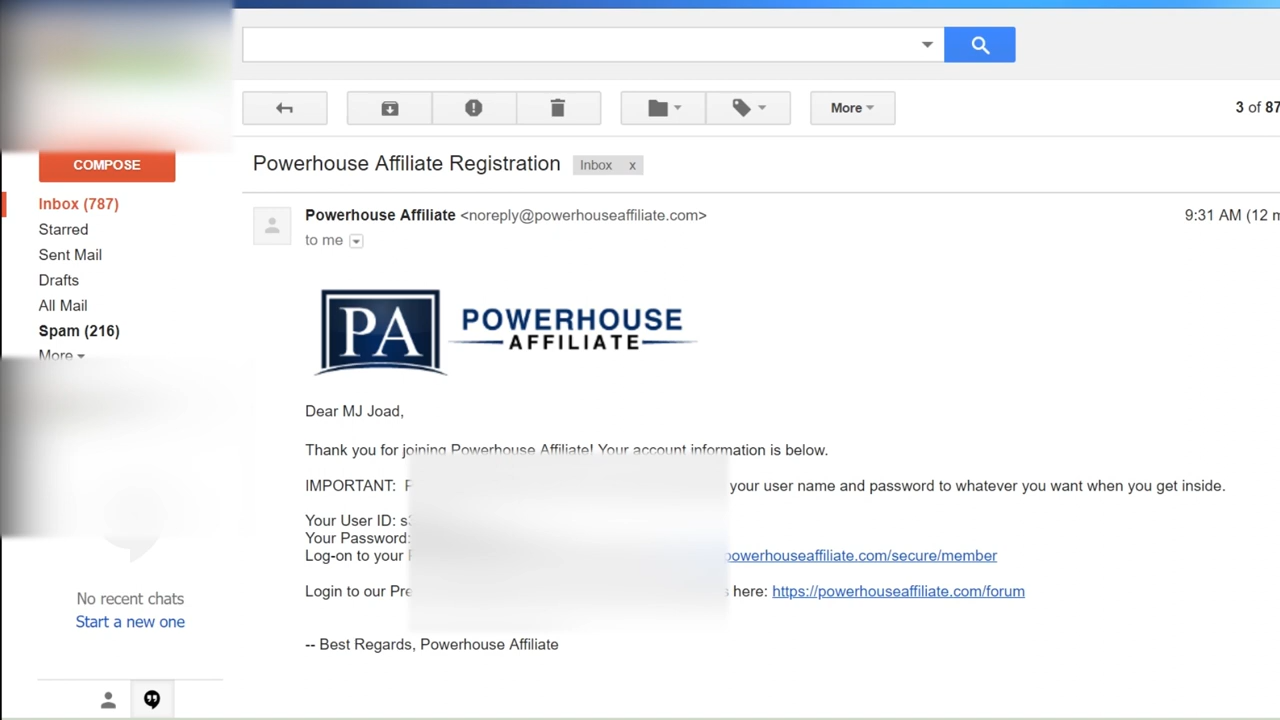 3 of 87
More
Powerhouse Affiliate Registration Inbox x
COMPOSE
Inbox (787)
Starred
Sent Mail
Drafts
All Mail
Spam (216)
More
Powerhouse Affiliate <noreply@powerhouseaffiliate.com>
9:31 AM (12 m
to me
PA POWERHOUSE
AFFILIATE
Dear MJ Joad,
Thank you for joining Powerhouse Affiliate! Your account information is below.
IMPORTANT: your user name and password to whatever you want when you get inside.
Your User ID:
Your Password:
Log-on to your powerhouseaffiliate.com/secure/member
Login to our here: https://powerhouseaffiliate.com/forum
-- Best Regards, Powerhouse Affiliate
No recent chats
Start a new one